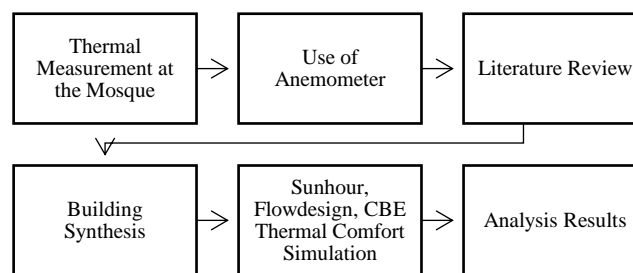 Thermal
Measurement at
the Mosque
Use of
Anemometer
Literature Review
Building
Synthesis
Sunhour,
Flowdesign, CBE
Thermal Comfort
Simulation
Analysis Results